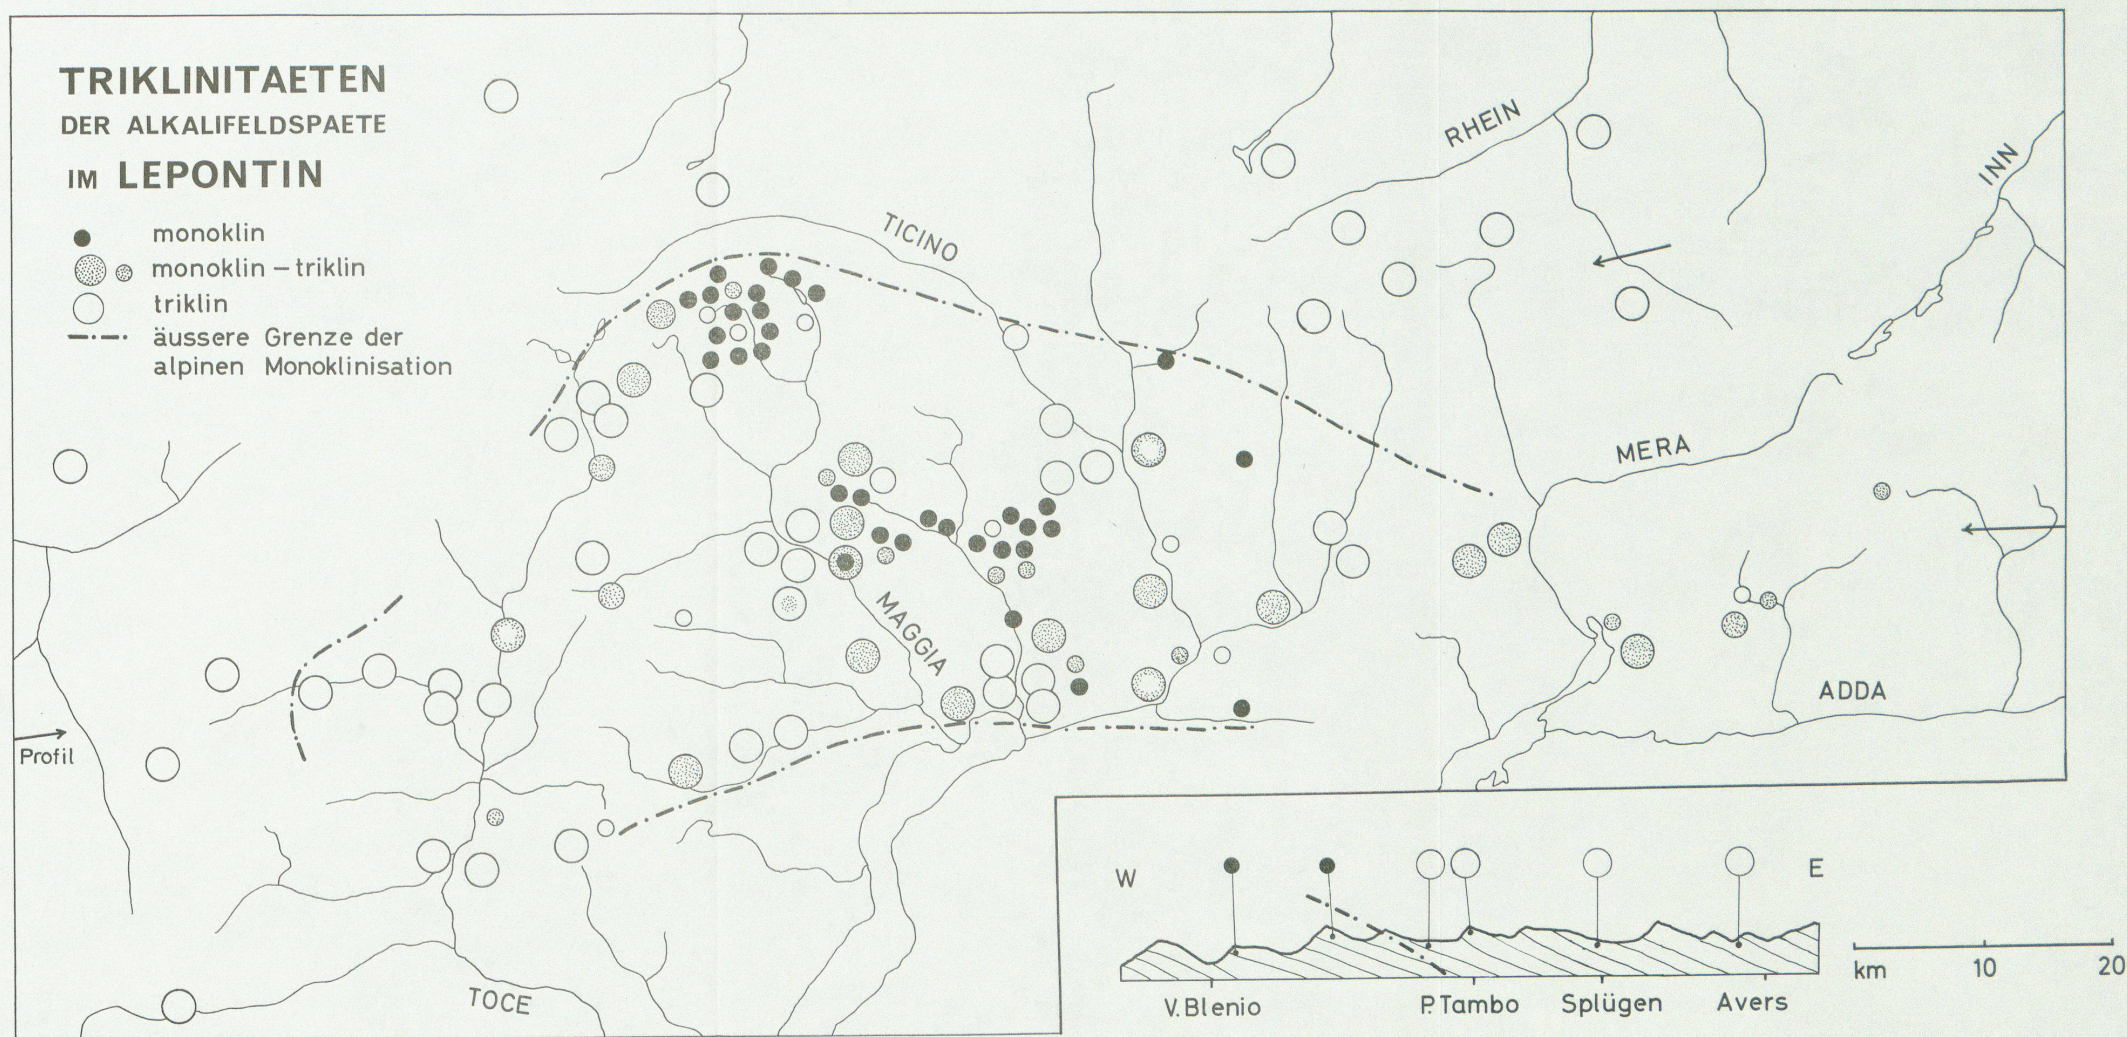 TRIKLINITAETEN
DER ALKALIFELDSPAETE
IM LEPONTIN
monoklin
monoklin – triklin
triklin
äussere Grenze der
alpinen Monoklinisation
TICINO
RHEIN
INN
MERA
MAGGIA
ADDA
Profil
TOCE
W
E
V. Blenio
P. Tambo
Splügen
Avers
km
10
20